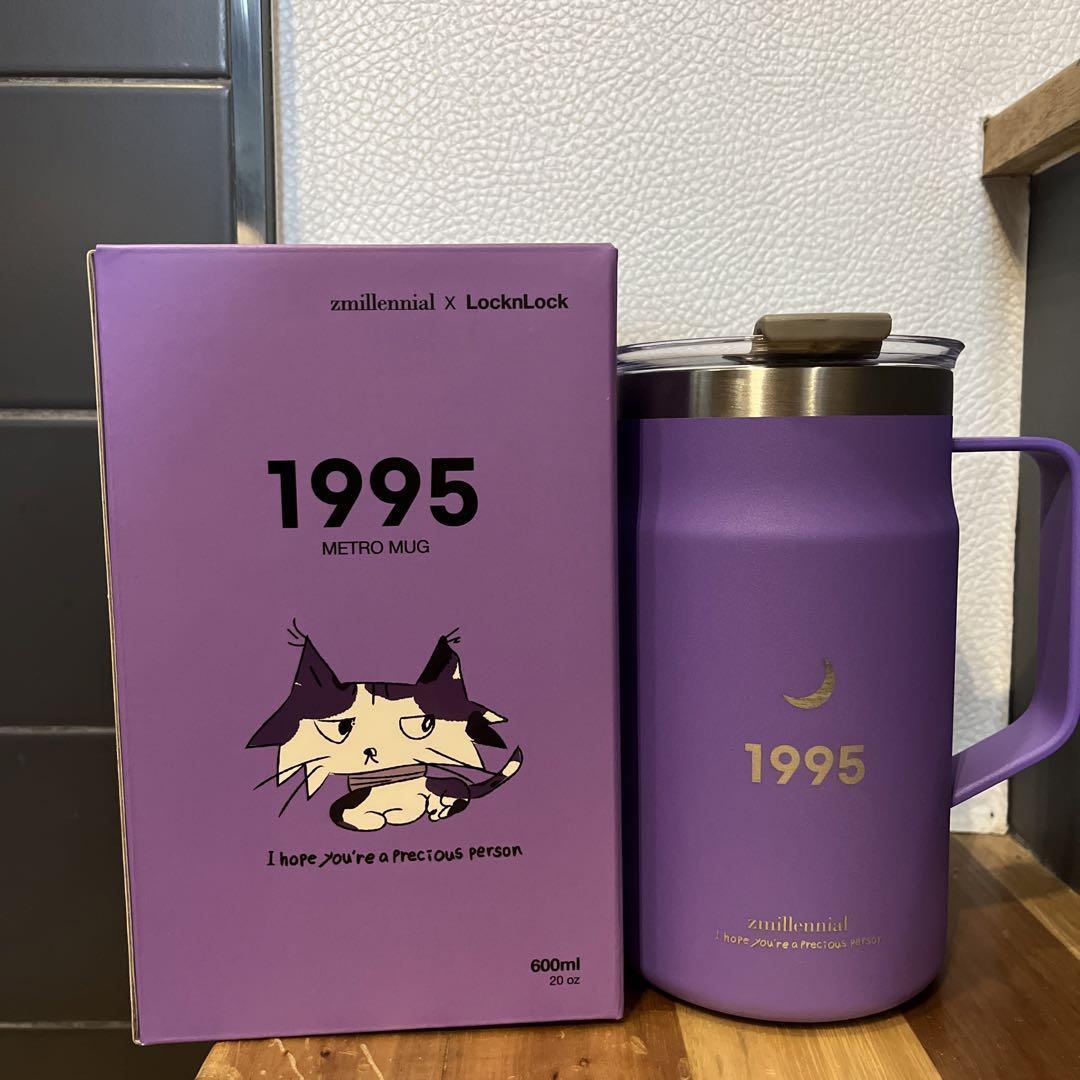 zmillennial X LocknLock
1995
METRO MUG
I hope you're a precious person
600ml
20 oz
1995
zmillennial
I hope you're a precious person